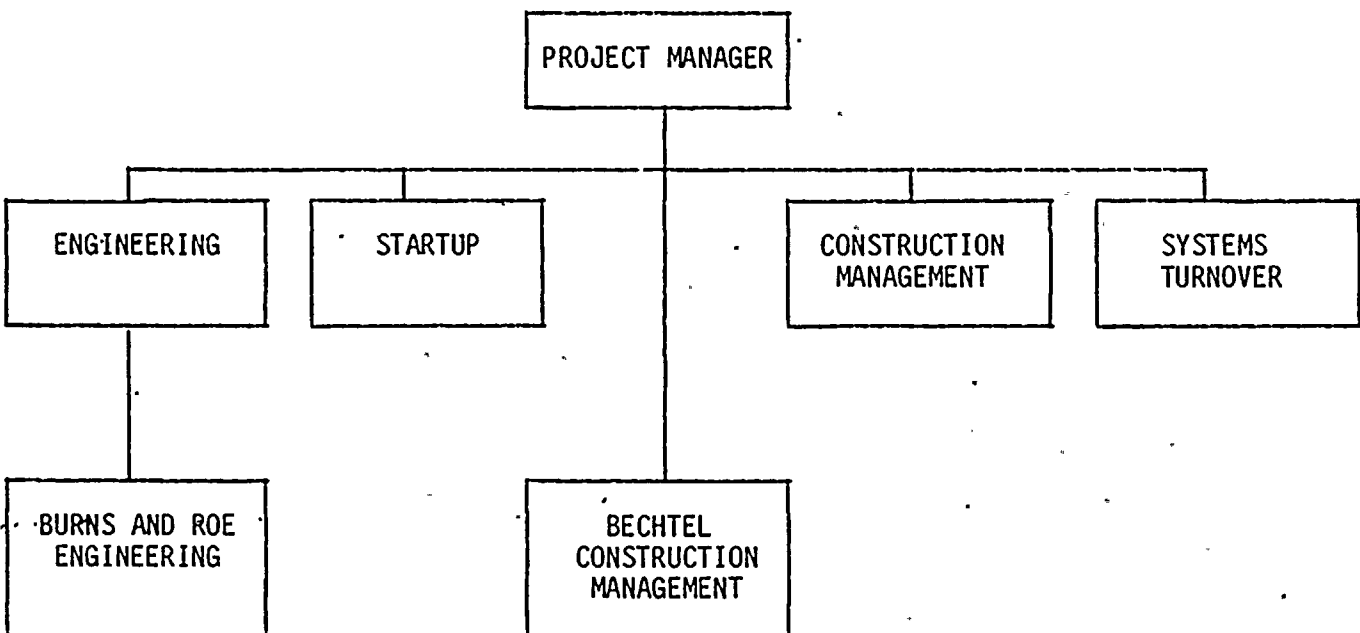 PROJECT MANAGER
ENGINEERING
STARTUP
CONSTRUCTION
MANAGEMENT
SYSTEMS
TURNOVER
BURNS AND ROE
ENGINEERING
BECHTEL
CONSTRUCTION
MANAGEMENT